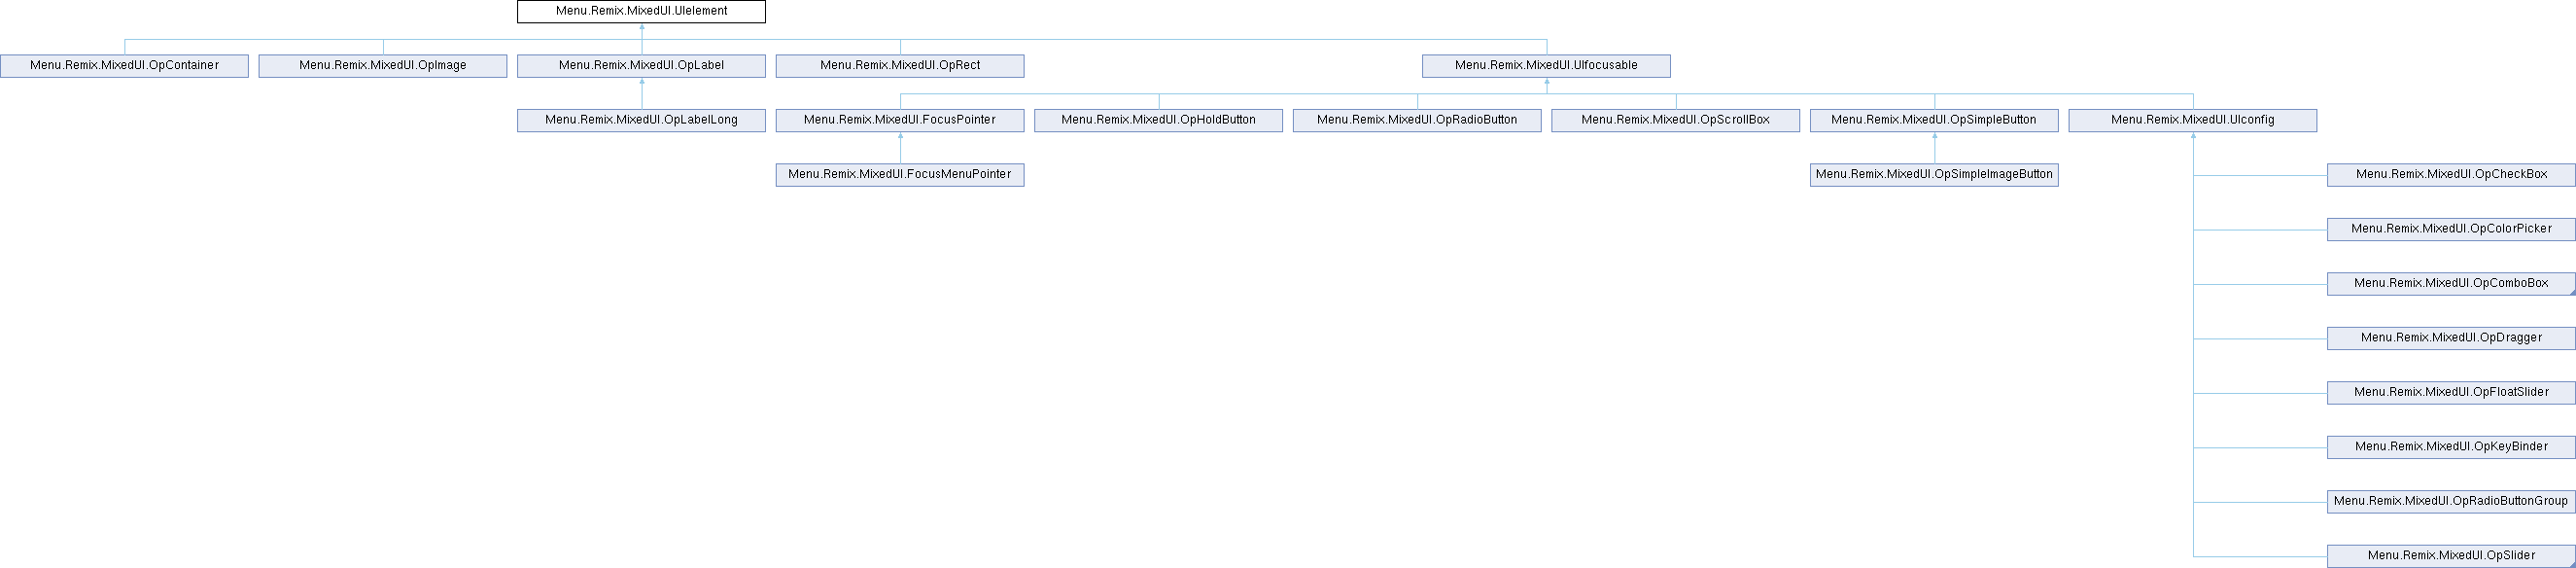 Menu.Remix.MixedUI.UIelement
Menu.Remix.MixedUI.OpContainer
Menu.Remix.MixedUI.OpImage
Menu.Remix.MixedUI.OpLabel
Menu.Remix.MixedUI.OpRect
Menu.Remix.MixedUI.UIfocusable
Menu.Remix.MixedUI.OpLabelLong
Menu.Remix.MixedUI.FocusPointer
Menu.Remix.MixedUI.OpHoldButton
Menu.Remix.MixedUI.OpRadioButton
Menu.Remix.MixedUI.OpScrollBox
Menu.Remix.MixedUI.OpSimpleButton
Menu.Remix.MixedUI.UIconfig
Menu.Remix.MixedUI.FocusMenuPointer
Menu.Remix.MixedUI.OpSimpleImageButton
Menu.Remix.MixedUI.OpCheckBox
Menu.Remix.MixedUI.OpColorPicker
Menu.Remix.MixedUI.OpComboBox
Menu.Remix.MixedUI.OpDragger
Menu.Remix.MixedUI.OpFloatSlider
Menu.Remix.MixedUI.OpKeyBinder
Menu.Remix.MixedUI.OpRadioButtonGroup
Menu.Remix.MixedUI.OpSlider